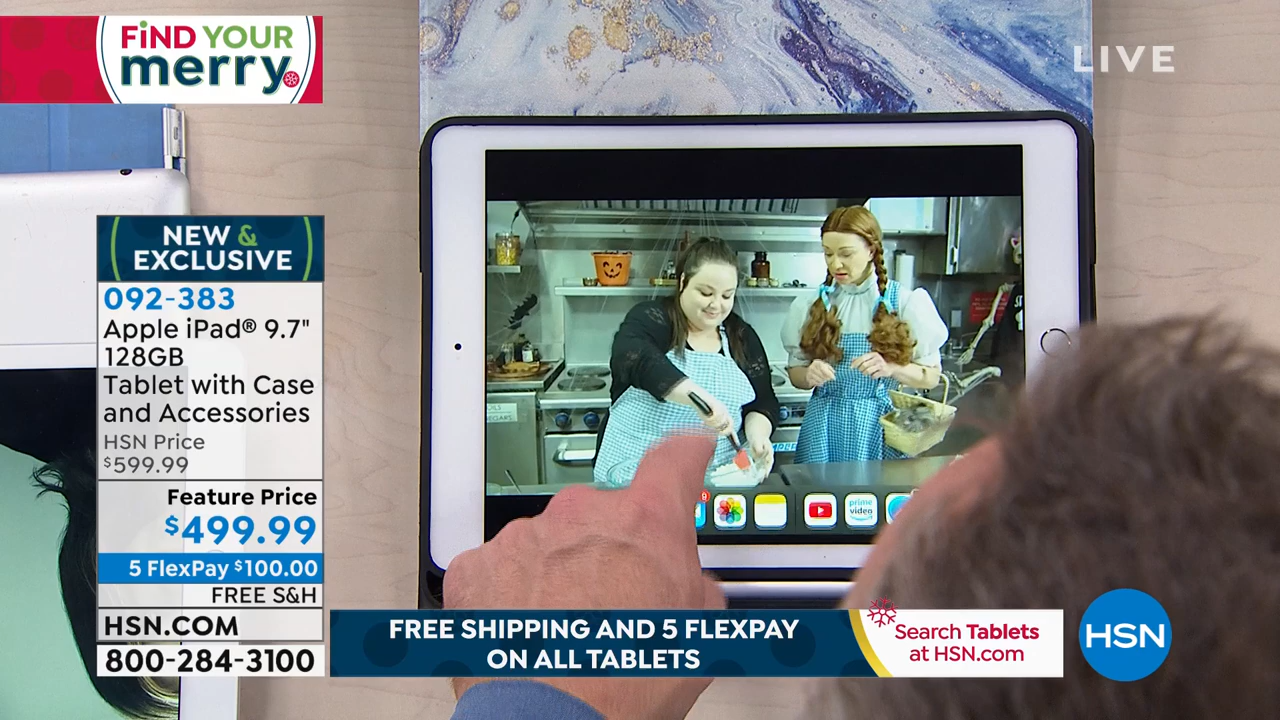 FiND YOUR
merry
LIVE
NEW &
EXCLUSIVE
092-383
Apple iPad® 9.7"
128GB
Tablet with Case
and Accessories
HSN Price
$599.99
Feature Price
$499.99
5 FlexPay $100.00
FREE S&H
HSN.COM
800-284-3100
prime
video
FREE SHIPPING AND 5 FLEXPAY
ON ALL TABLETS
Search Tablets
at HSN.com
HSN